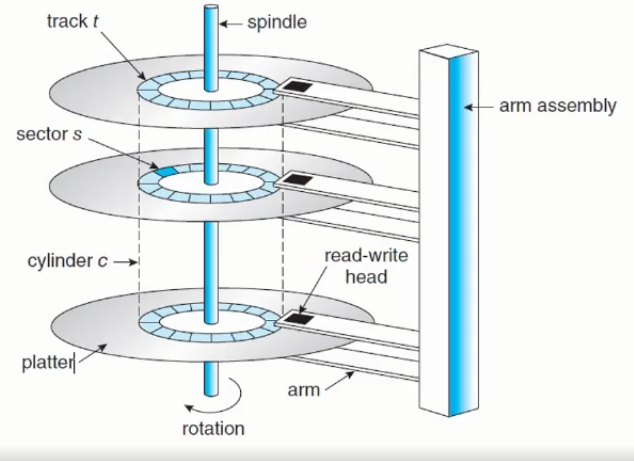 track t
spindle
arm assembly
sector s
cylinder c
read-write
head
platter
arm
rotation